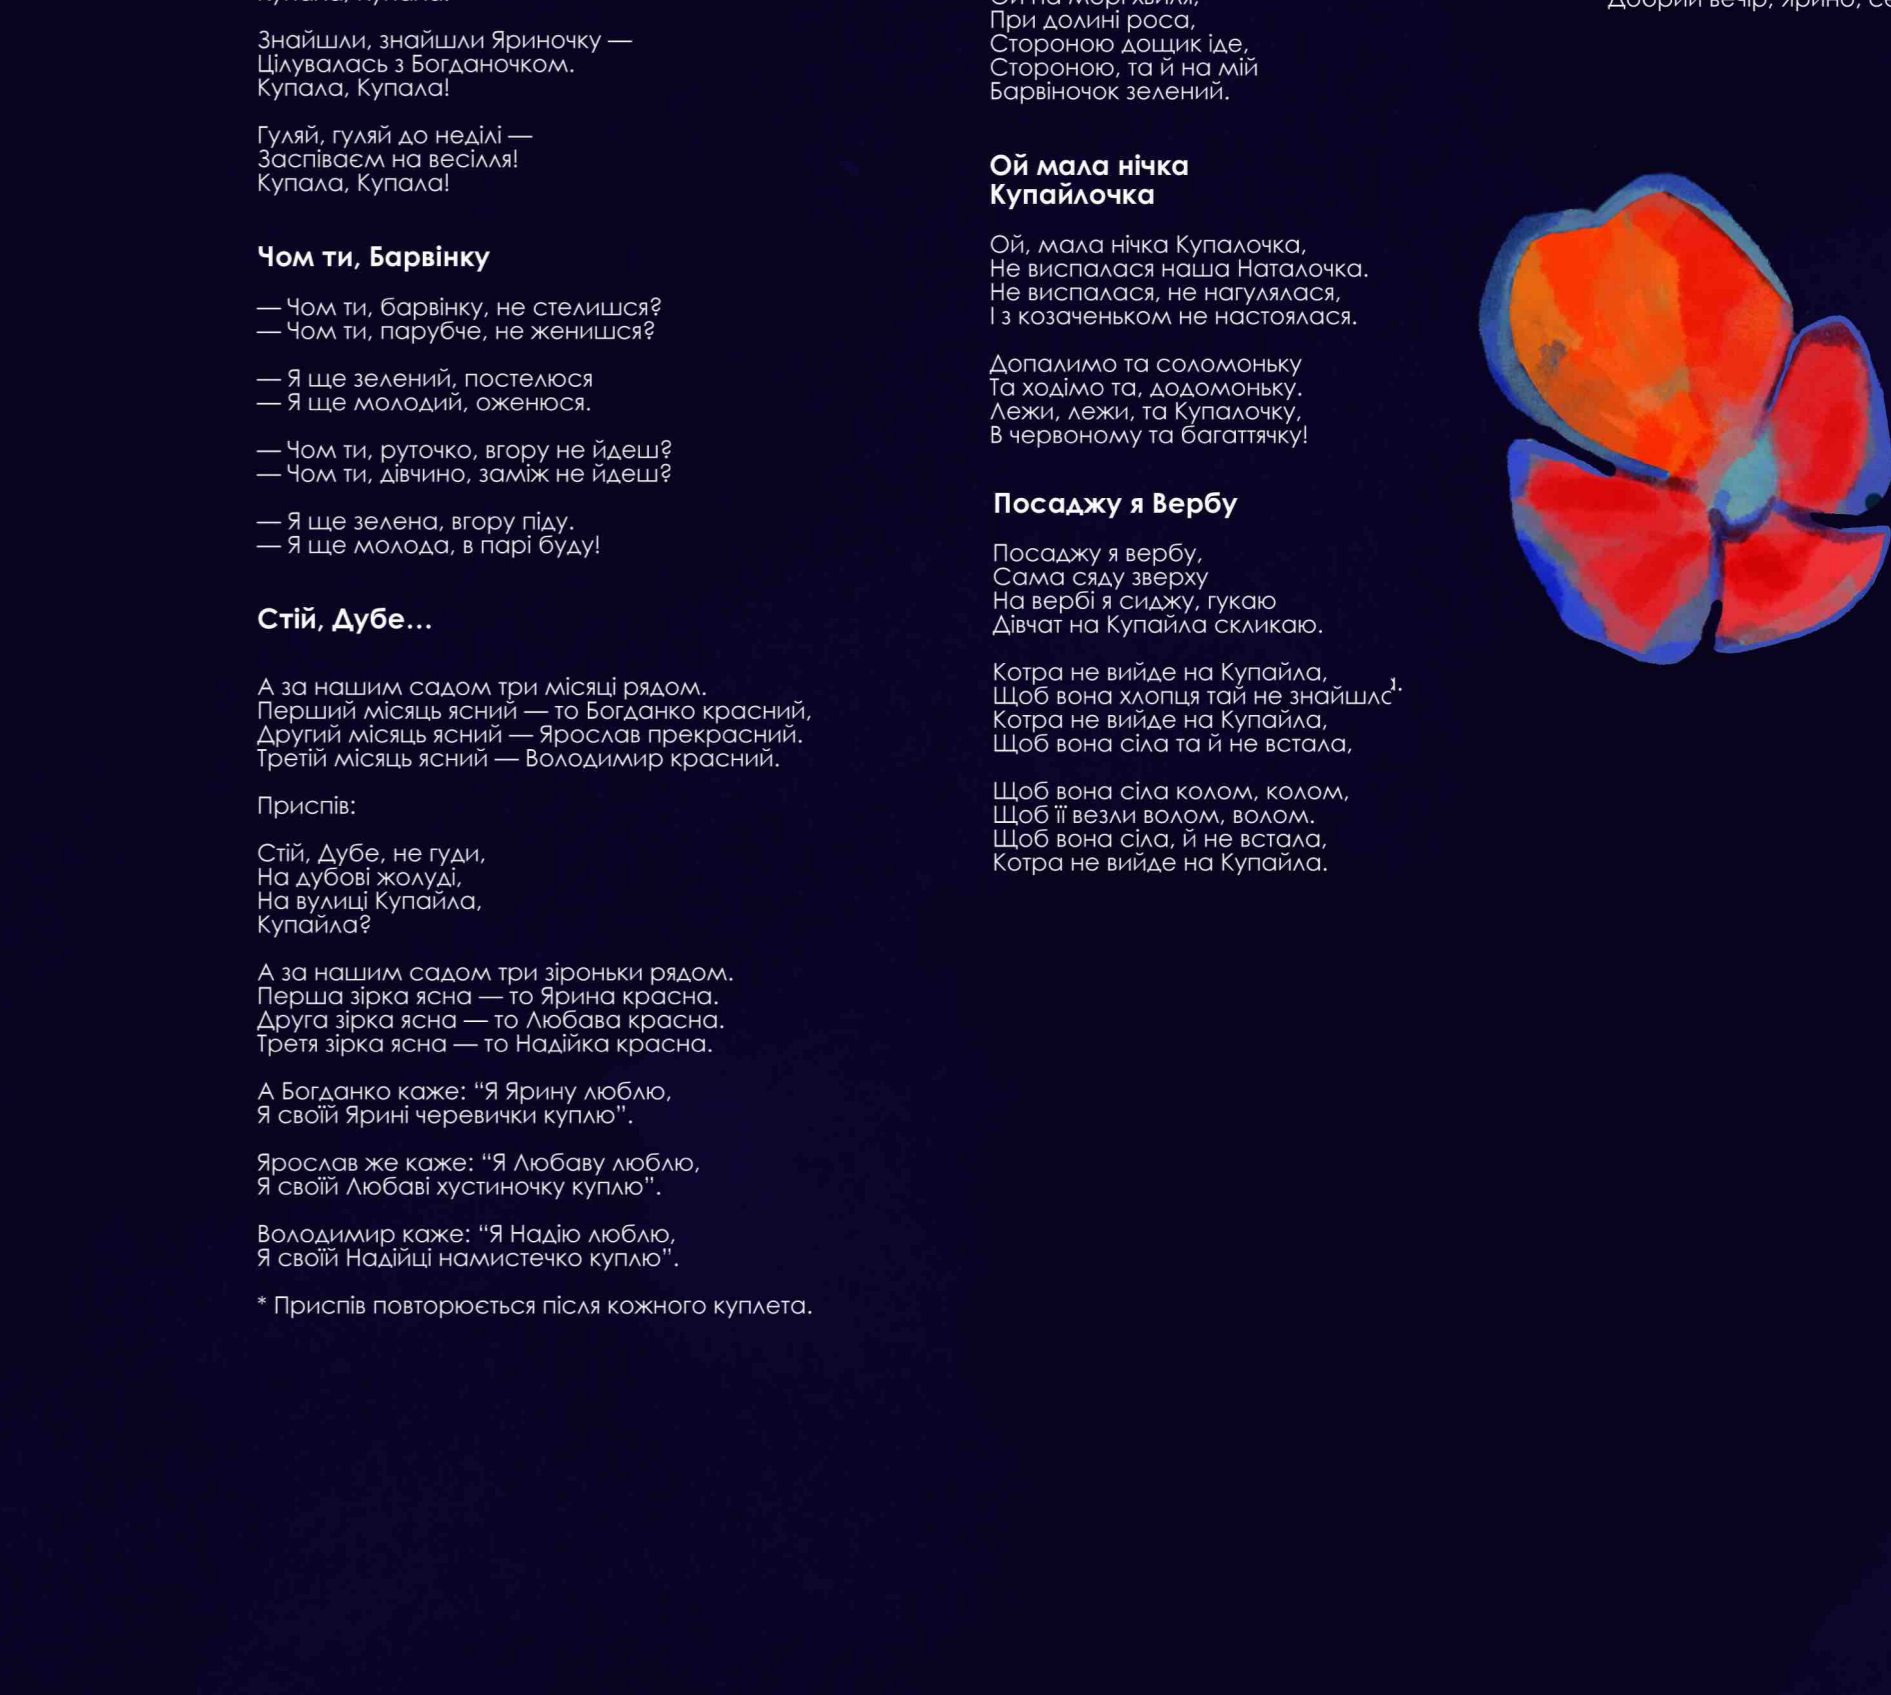 Знайшли, знайшли Яриночку —
Цілувалась з Богданочком.
Купала, Купала!
Гуляй, гуляй до неділі —
Заспіваєм на весілля!
Купала, Купала!
Чом ти, Барвінку
— Чом ти, барвінку, не стелишся?
— Чом ти, парубче, не женишся?
— Я ще зелений, постелюся
— Я ще молодий, оженюся.
— Чом ти, руточко, вгору не йдеш?
— Чом ти, дівчино, заміж не йдеш?
— Я ще зелена, вгору піду.
— Я ще молода, в парі буду!
Стій, Дубе…
А за нашим садом три місяці рядом.
Перший місяць ясний — то Богданко красний,
Другий місяць ясний — Ярослав прекрасний.
Третій місяць ясний — Володимир красний.
Приспів:
Стій, Дубе, не гуди,
На дубові жолуді,
На вулиці Купайла,
Купайла?
А за нашим садом три зіроньки рядом.
Перша зірка ясна — то Ярина красна.
Друга зірка ясна — то Любава красна.
Третя зірка ясна — то Надійка красна.
А Богданко каже: “Я Ярину люблю,
Я своїй Ярині черевички куплю”.
Ярослав же каже: “Я Любаву люблю,
Я своїй Любаві хустиночку куплю”.
Володимир каже: “Я Надію люблю,
Я своїй Надійці намистечко куплю”.
* Приспів повторюється після кожного куплета.
Ой на морі хвиля,
При долині роса,
Стороною дощик іде,
Стороною, та й на мій
Барвіночок зелений.
Ой мала нічка
Купайлочка
Ой, мала нічка Купалочка,
Не виспалася наша Наталочка.
Не виспалася, не нагулялася,
І з козаченьком не настоялася.
Допалимо та соломоньку
Та ходімо та, додомоньку.
Лежи, лежи, та Купалочку,
В червоному та багаттячку!
Посаджу я Вербу
Посаджу я вербу,
Сама сяду зверху
На вербі я сиджу, гукаю
Дівчат на Купайла скликаю.
Котра не вийде на Купайла,
Щоб вона хлопця тай не знайшла.
Котра не вийде на Купайла,
Щоб вона сіла та й не встала,
Щоб вона сіла колом, колом,
Щоб її везли волом, волом.
Щоб вона сіла, й не встала,
Котра не вийде на Купайла.
Добрий вечір, Ярино,